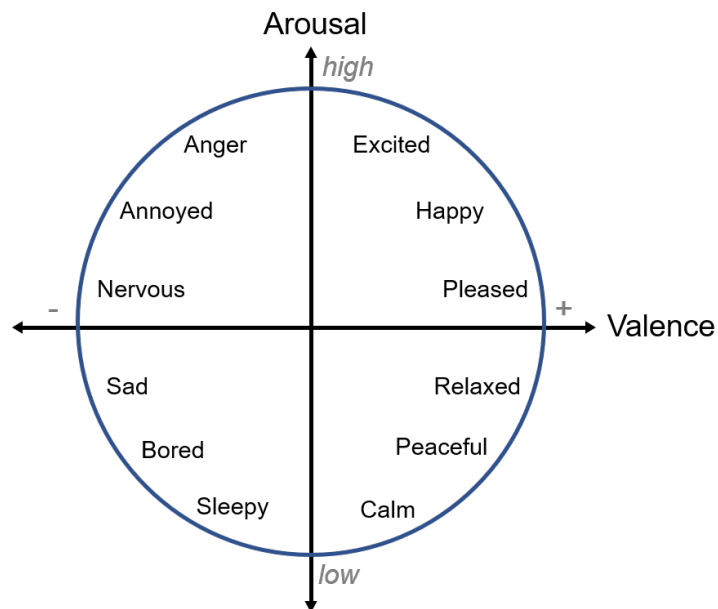 Arousal
high
Anger
Excited
Annoyed
Happy
Nervous
Pleased
-
+
Valence
Sad
Relaxed
Bored
Peaceful
Sleepy
Calm
low